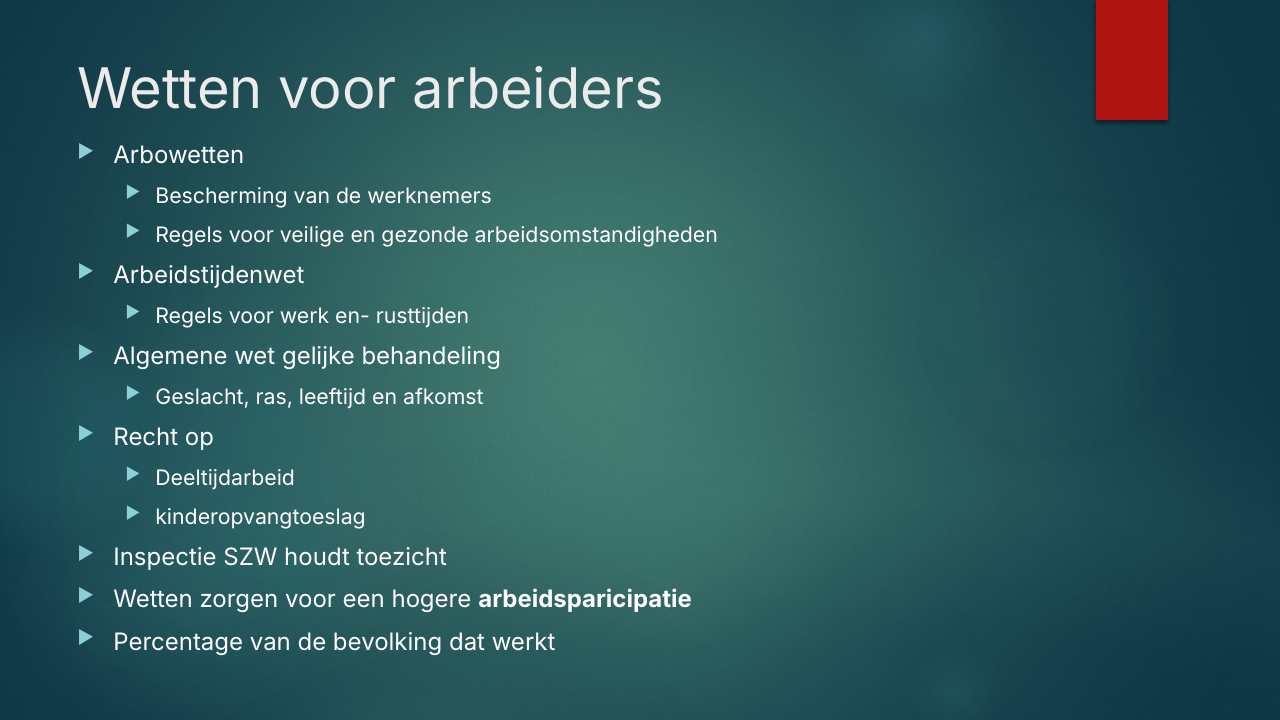 Wetten voor arbeiders
Arbowetten
Bescherming van de werknemers
Regels voor veilige en gezonde arbeidsomstandigheden
Arbeidstijdenwet
Regels voor werk en- rusttijden
Algemene wet gelijke behandeling
Geslacht, ras, leeftijd en afkomst
Recht op
Deeltijdarbeid
kinderopvangtoeslag
Inspectie SZW houdt toezicht
Wetten zorgen voor een hogere arbeidsparicipatie
Percentage van de bevolking dat werkt